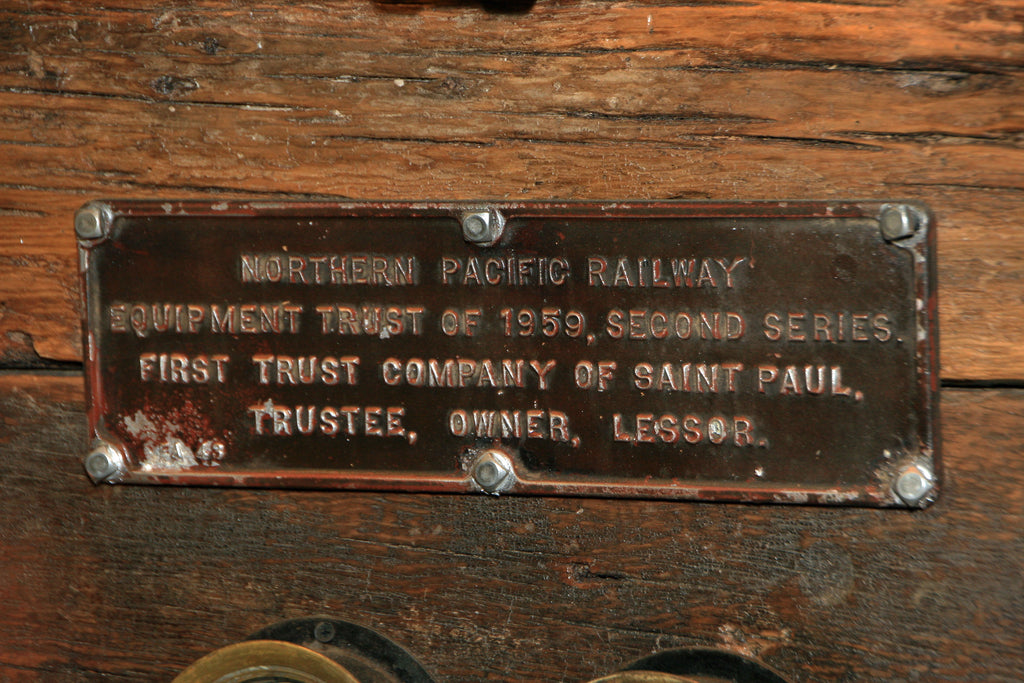 NORTHERN PACIFIC RAILWAY
EQUIPMENT TRUST OF 1959, SECOND SERIES.
FIRST TRUST COMPANY OF SAINT PAUL,
TRUSTEE, OWNER, LESSOR.